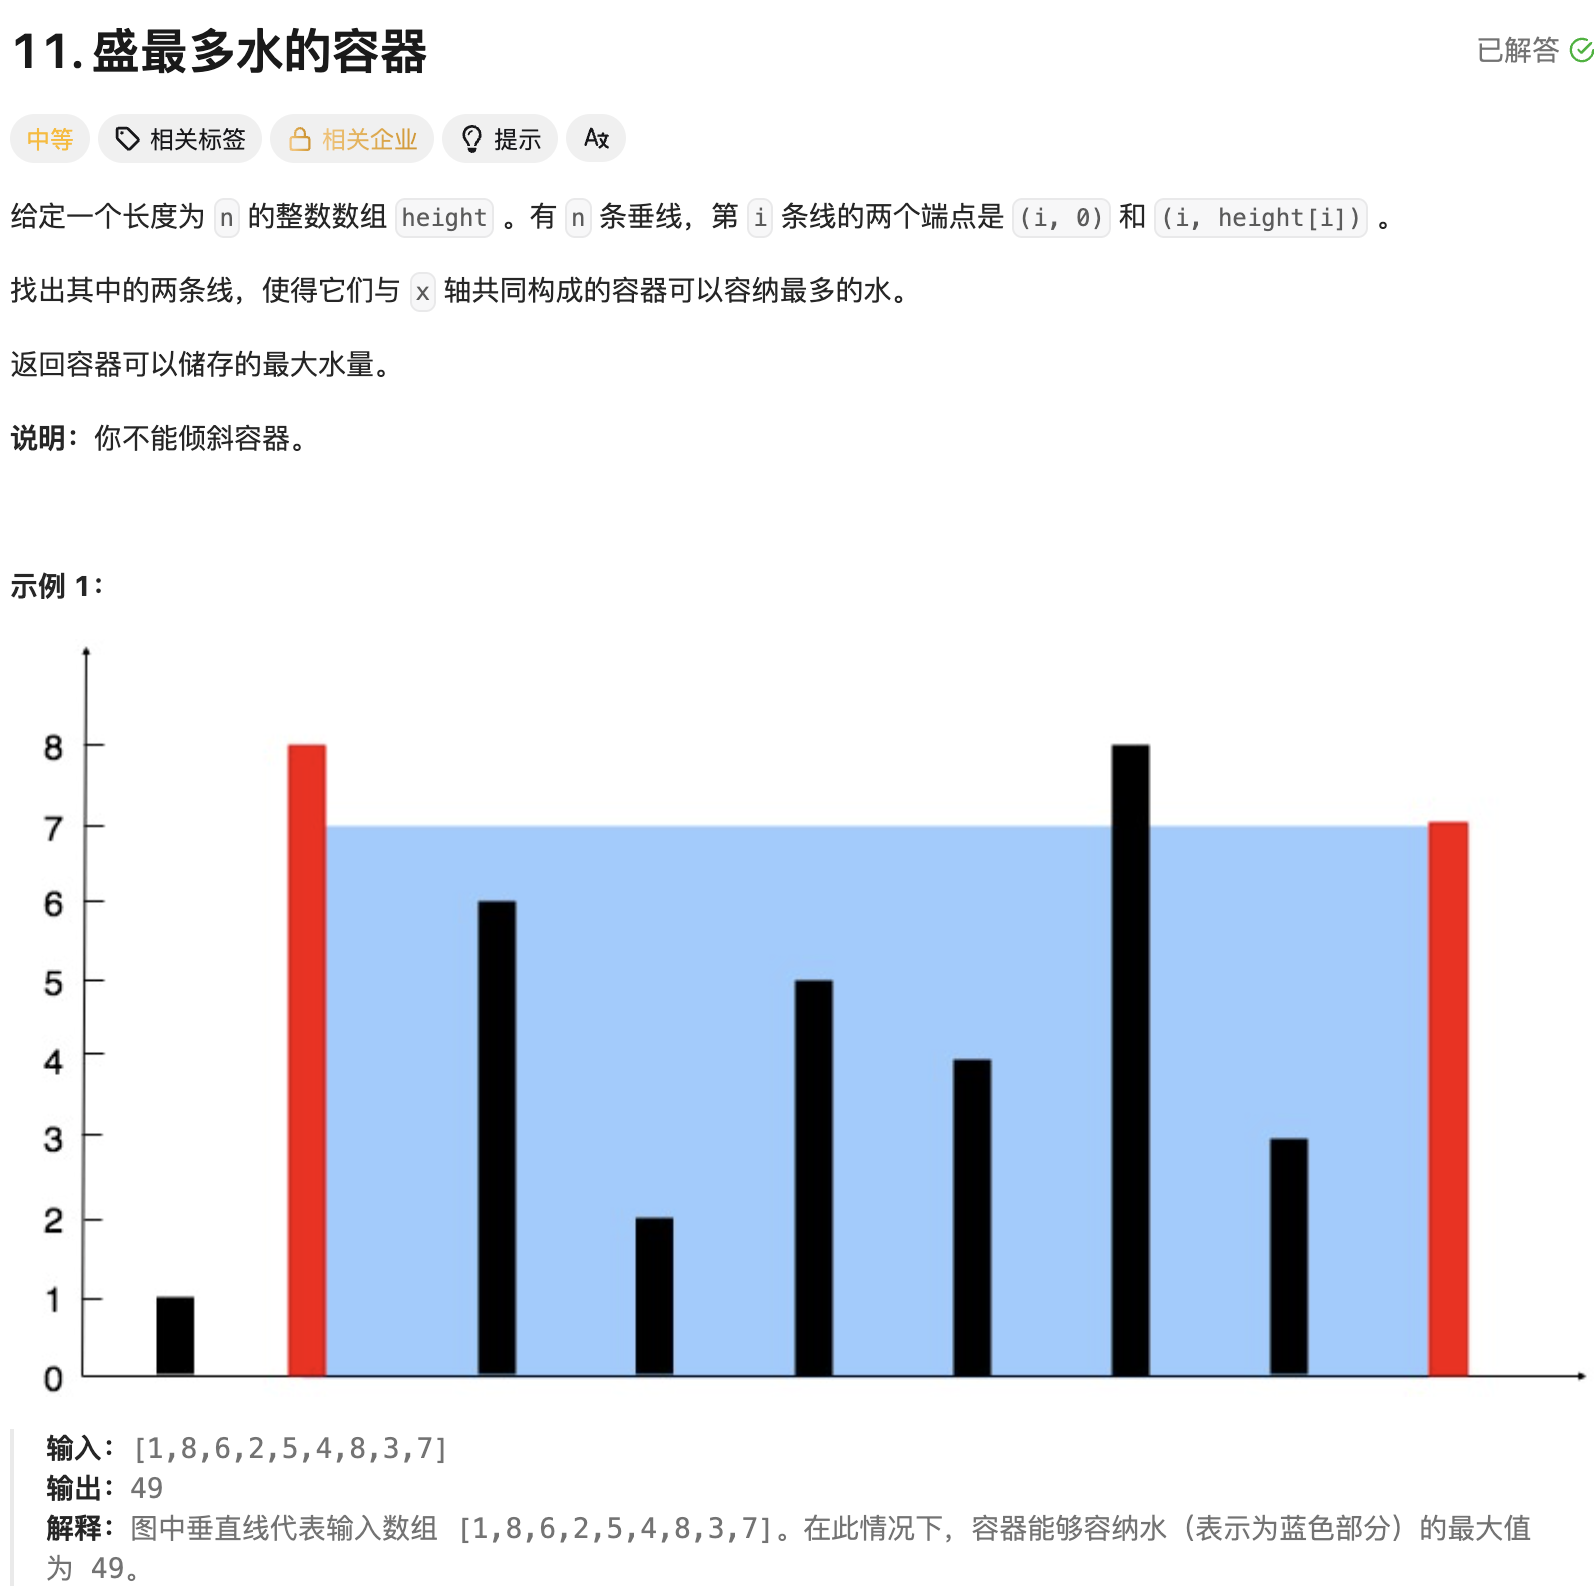 11. 盛最多水的容器
已解答
中等 相关标签 相关企业 提示 A文
给定一个长度为 n 的整数数组 height 。有 n 条垂线，第 i 条线的两个端点是 (i, 0) 和 (i, height[i]) 。
找出其中的两条线，使得它们与 x 轴共同构成的容器可以容纳最多的水。
返回容器可以储存的最大水量。
说明：你不能倾斜容器。
示例 1：
8
7
6
5
4
3
2
1
0
输入：[1,8,6,2,5,4,8,3,7]
输出：49
解释：图中垂直线代表输入数组 [1,8,6,2,5,4,8,3,7]。在此情况下，容器能够容纳水（表示为蓝色部分）的最大值
为 49。